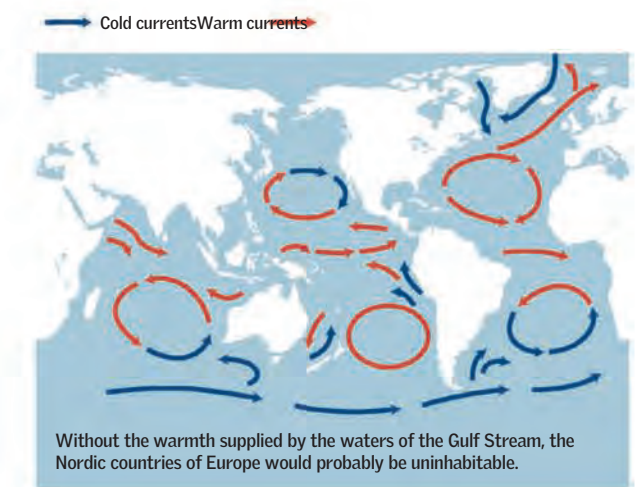 Cold currentsWarm currents
Without the warmth supplied by the waters of the Gulf Stream, the
Nordic countries of Europe would probably be uninhabitable.